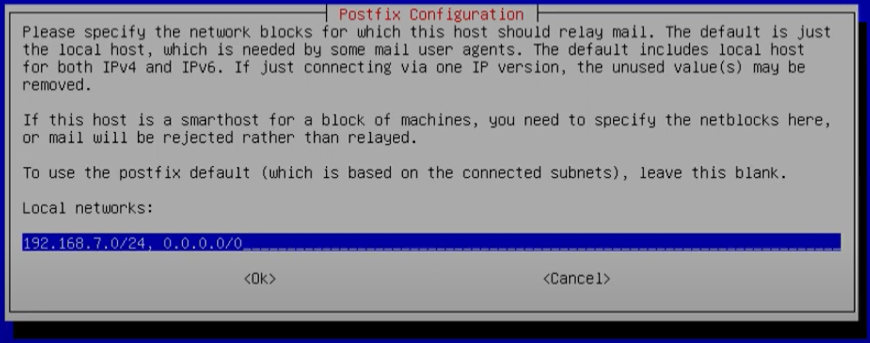 Postfix Configuration
Please specify the network blocks for which this host should relay mail. The default is just
the local host, which is needed by some mail user agents. The default includes local host
for both IPv4 and IPv6. If just connecting via one IP version, the unused value(s) may be
removed.
If this host is a smarthost for a block of machines, you need to specify the netblocks here,
or mail will be rejected rather than relayed.
To use the postfix default (which is based on the connected subnets), leave this blank.
Local networks:
192.168.7.0/24, 0.0.0.0/0
<Ok> <Cancel>